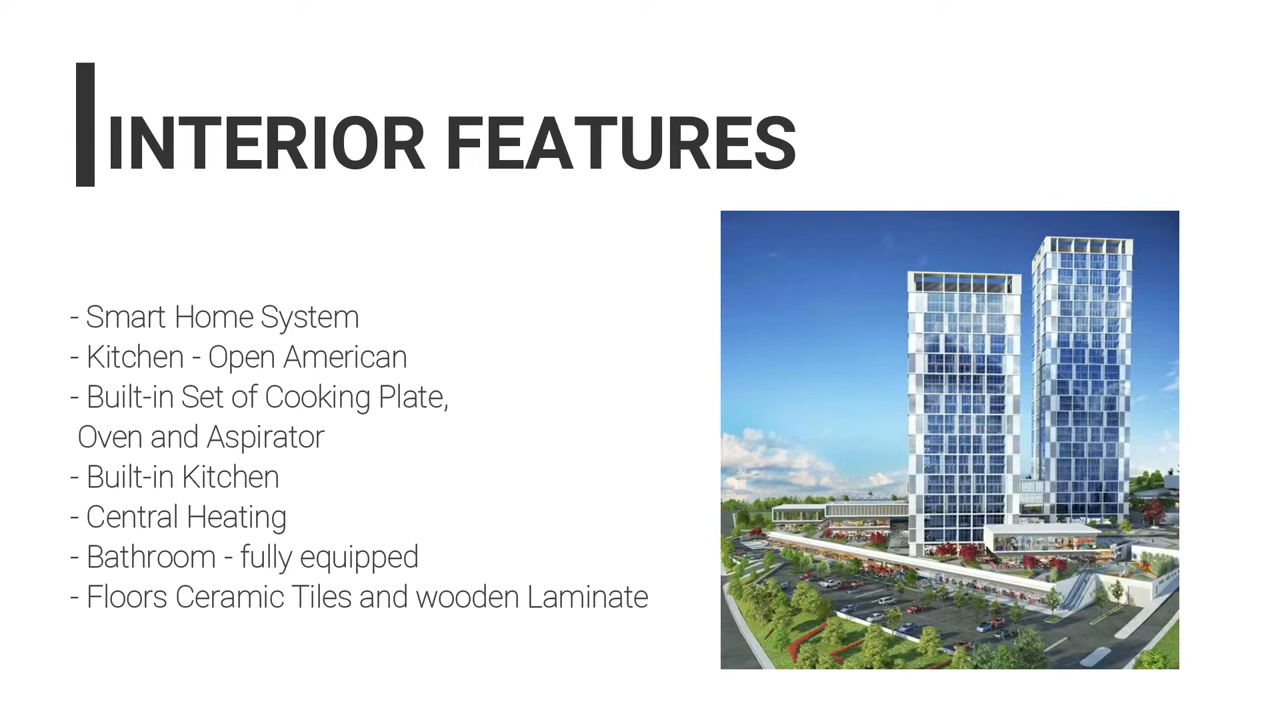 INTERIOR FEATURES
- Smart Home System
- Kitchen - Open American
- Built-in Set of Cooking Plate,
Oven and Aspirator
- Built-in Kitchen
- Central Heating
- Bathroom - fully equipped
- Floors Ceramic Tiles and wooden Laminate